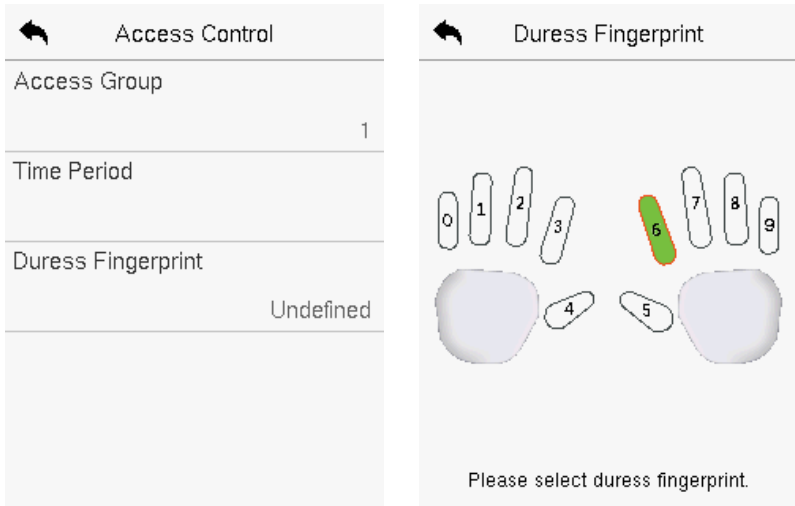 Access Control
Access Group
1
Time Period
Duress Fingerprint
Undefined
Duress Fingerprint
0 1 2 3 6 7 8 9
4 5
Please select duress fingerprint.